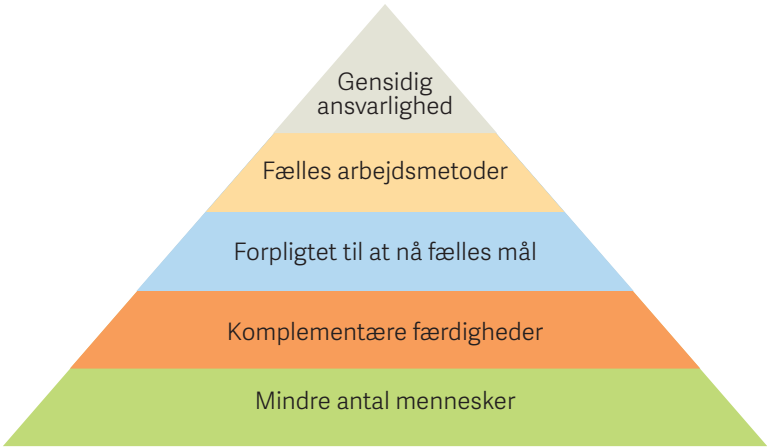 Gensidig
ansvarlighed
Fælles arbejdsmetoder
Forpligtet til at nå fælles mål
Komplementære færdigheder
Mindre antal mennesker